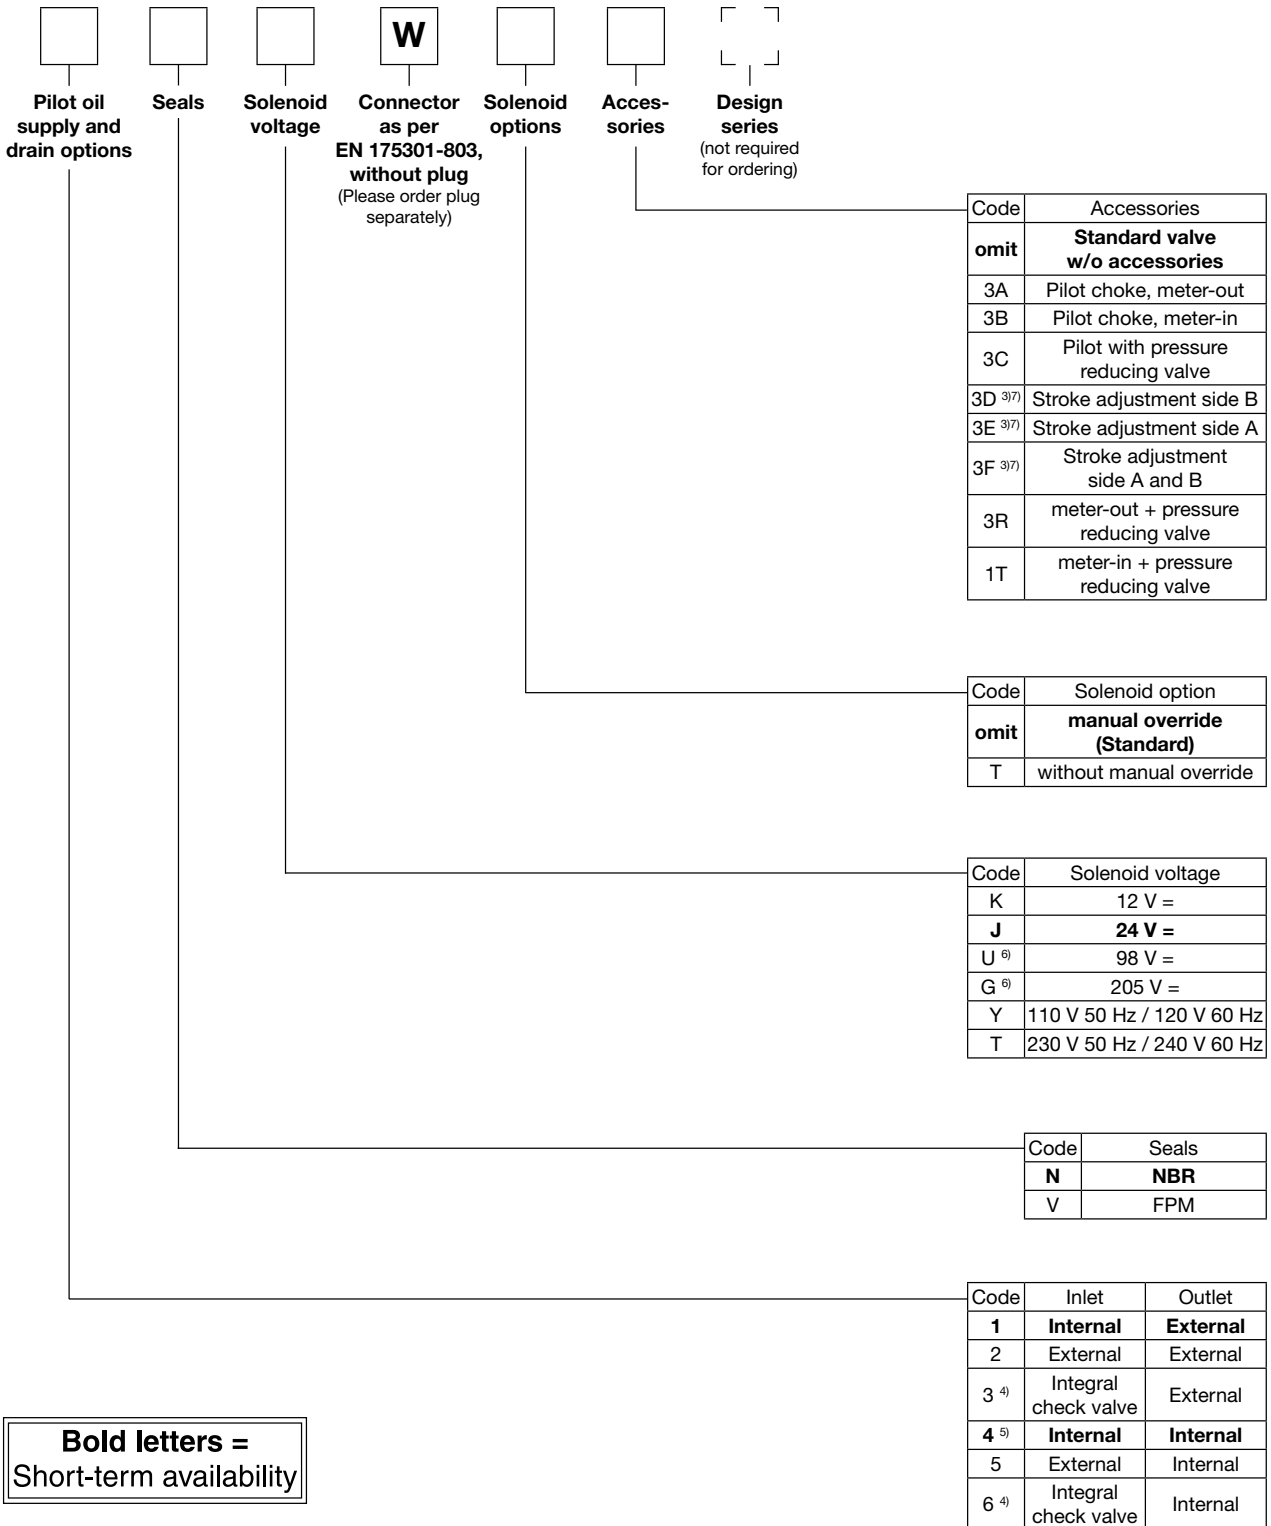 W
Pilot oil
supply and
drain options
Seals
Solenoid
voltage
Connector
as per
EN 175301-803,
without plug
(Please order plug
separately)
Solenoid
options
Acces-
sories
Design
series
(not required
for ordering)
Code Accessories
omit Standard valve
w/o accessories
3A Pilot choke, meter-out
3B Pilot choke, meter-in
3C Pilot with pressure
reducing valve
3D 3)7) Stroke adjustment side B
3E 3)7) Stroke adjustment side A
3F 3)7) Stroke adjustment
side A and B
3R meter-out + pressure
reducing valve
1T meter-in + pressure
reducing valve
Code Solenoid option
omit manual override
(Standard)
T without manual override
Code Solenoid voltage
K 12 V =
J 24 V =
U 6) 98 V =
G 6) 205 V =
Y 110 V 50 Hz / 120 V 60 Hz
T 230 V 50 Hz / 240 V 60 Hz
Code Seals
N NBR
V FPM
Code Inlet Outlet
1 Internal External
2 External External
3 4) Integral
check valve External
4 5) Internal Internal
5 External Internal
6 4) Integral
check valve Internal
Bold letters =
Short-term availability